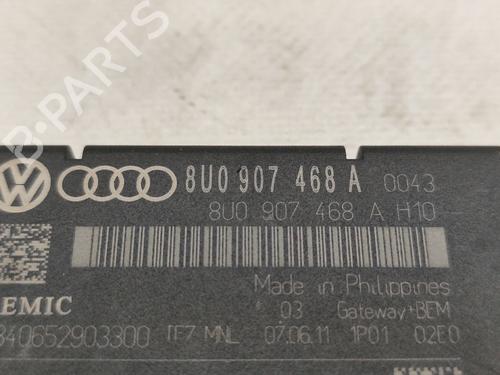 8U0 907 468 A 0043
8U0 907 468 A H10
Made in Philippines
EMIC
03 Gateway+BEM
340652903300 TF7 MNL 07.06.11 1P01 02E0
B-PARTS